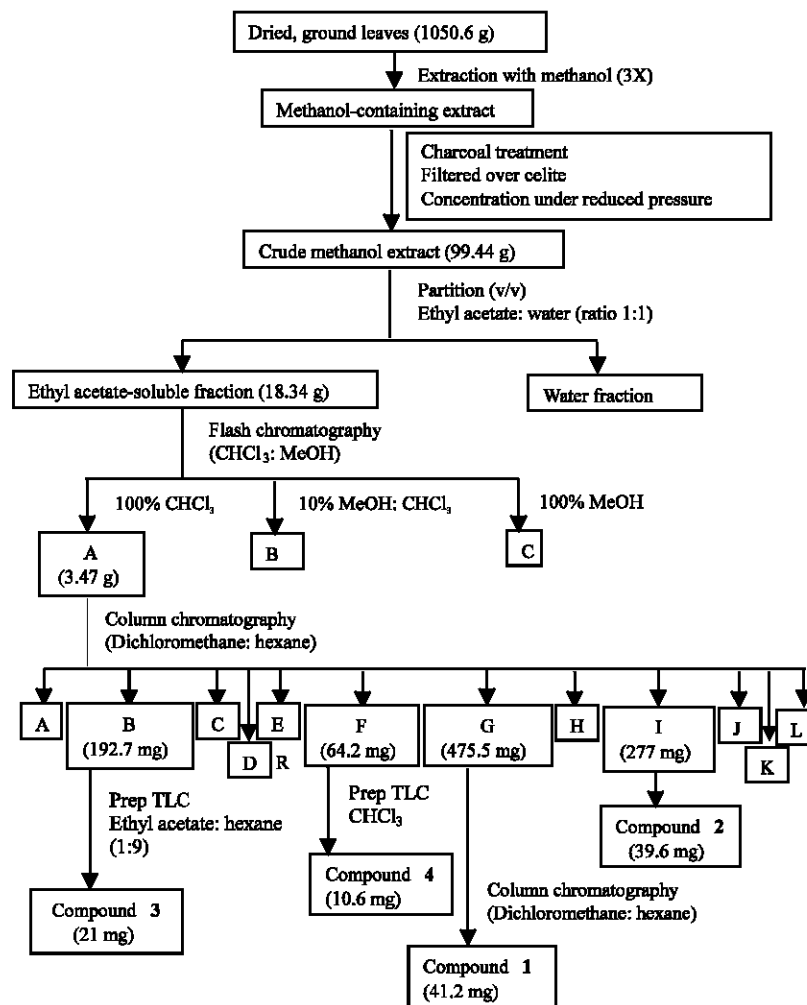 Dried, ground leaves (1050.6 g)
Extraction with methanol (3X)
Methanol-containing extract
Charcoal treatment
Filtered over celite
Concentration under reduced pressure
Crude methanol extract (99.44 g)
Partition (v/v)
Ethyl acetate: water (ratio 1:1)
Ethyl acetate-soluble fraction (18.34 g)
Water fraction
Flash chromatography
(CHCl₃: MeOH)
100% CHCl₃
10% MeOH: CHCl₃
100% MeOH
A
(3.47 g)
B
C
Column chromatography
(Dichloromethane: hexane)
A
B
(192.7 mg)
C
D
E
R
F
(64.2 mg)
G
(475.5 mg)
H
I
(277 mg)
J
K
L
Prep TLC
Ethyl acetate: hexane
(1:9)
Prep TLC
CHCl₃
Compound 2
(39.6 mg)
Compound 4
(10.6 mg)
Column chromatography
(Dichloromethane: hexane)
Compound 3
(21 mg)
Compound 1
(41.2 mg)